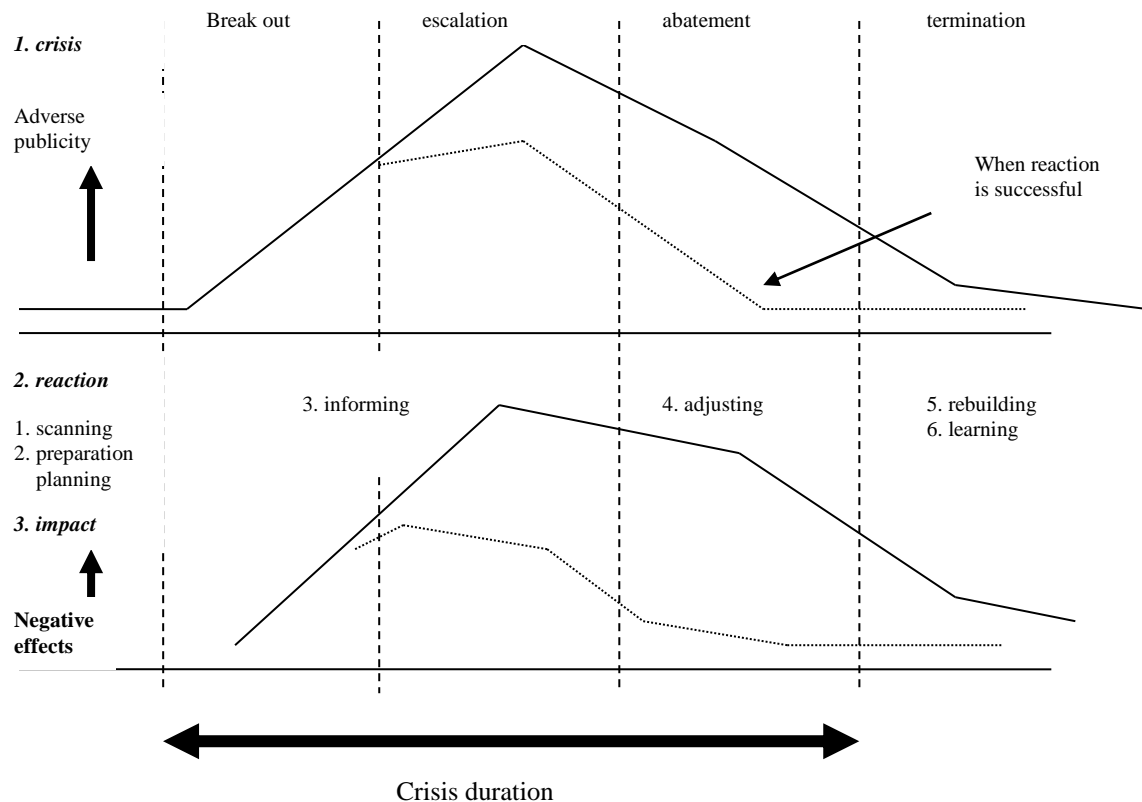 Break out
escalation
abatement
termination
1. crisis
Adverse
publicity
When reaction
is successful
2. reaction
3. informing
4. adjusting
5. rebuilding
6. learning
1. scanning
2. preparation
planning
3. impact
Negative
effects
Crisis duration